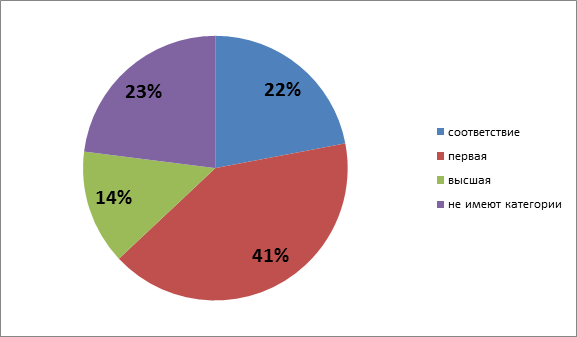 22%
41%
14%
23%
соответствие
первая
высшая
не имеют категории